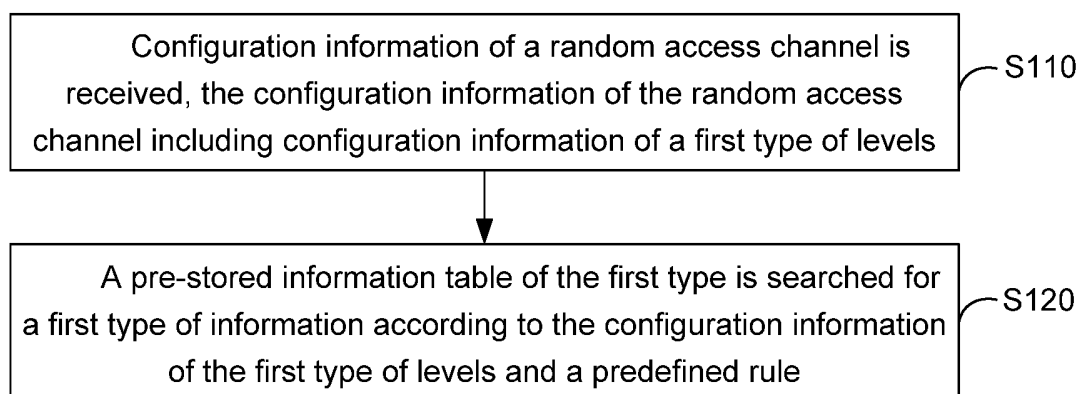 Configuration information of a random access channel is
received, the configuration information of the random access
channel including configuration information of a first type of levels
S110
A pre-stored information table of the first type is searched for
a first type of information according to the configuration information
of the first type of levels and a predefined rule
S120